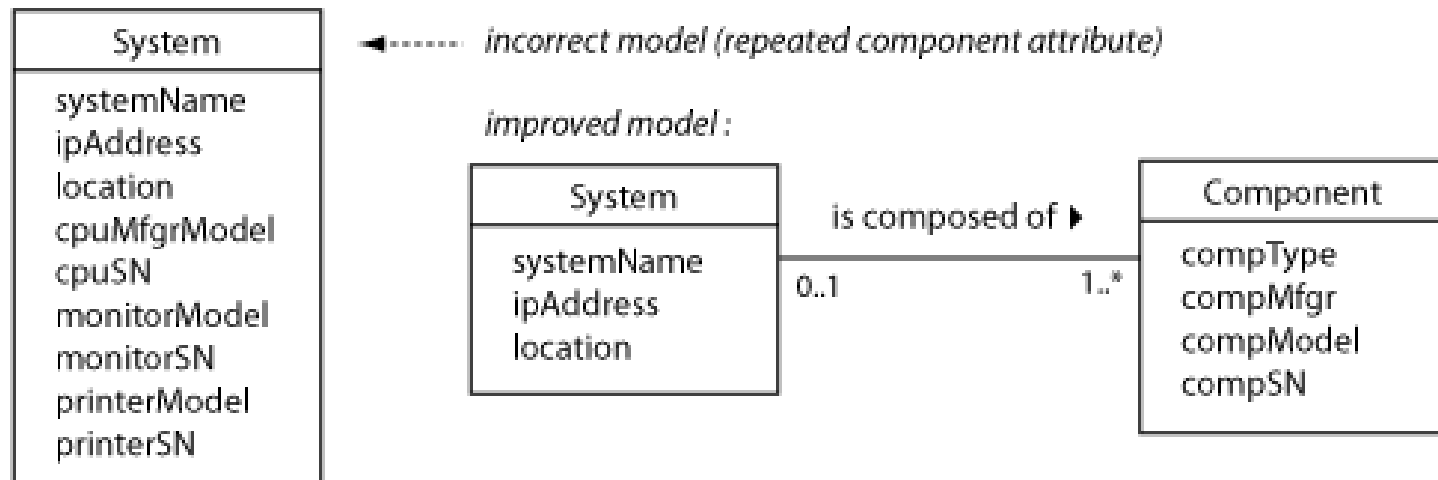 System
systemName
ipAddress
location
cpuMfgrModel
cpuSN
monitorModel
monitorSN
printerModel
printerSN
incorrect model (repeated component attribute)
improved model :
System
systemName
ipAddress
location
is composed of
0..1
1..*
Component
compType
compMfgr
compModel
compSN